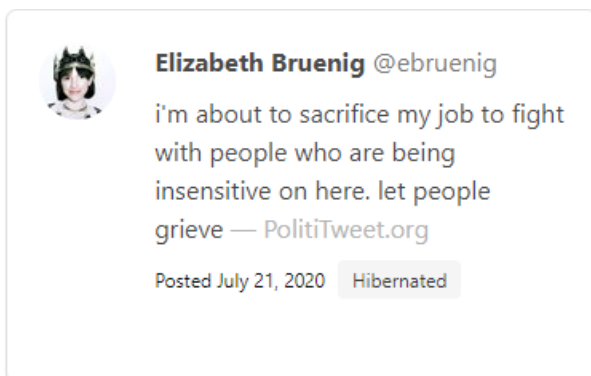 Elizabeth Bruenig @ebruenig
i'm about to sacrifice my job to fight
with people who are being
insensitive on here. let people
grieve — PolitiTweet.org
Posted July 21, 2020 Hibernated